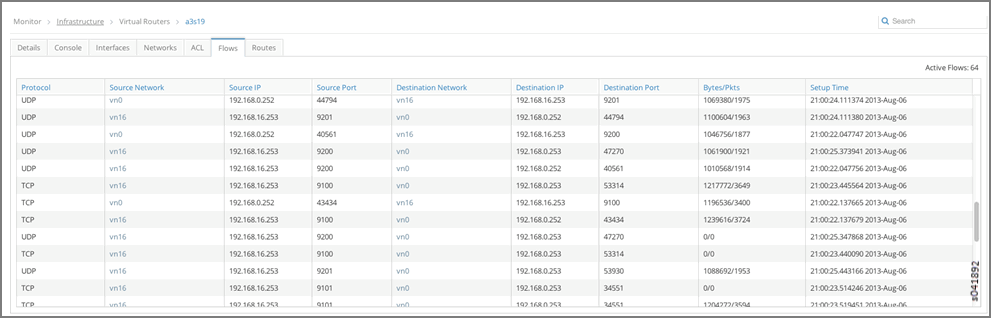 Monitor > Infrastructure > Virtual Routers > a3s19
Search
Details Console Interfaces Networks ACL Flows Routes
Active Flows: 64
Protocol Source Network Source IP Source Port Destination Network Destination IP Destination Port Bytes/Pkts Setup Time
UDP vn0 192.168.0.252 44794 vn16 192.168.16.253 9201 1069380/1975 21:00:24.111374 2013-Aug-06
UDP vn16 192.168.16.253 9201 vn0 192.168.0.252 44794 1100604/1963 21:00:24.111380 2013-Aug-06
UDP vn0 192.168.0.252 40561 vn16 192.168.16.253 9200 1046756/1877 21:00:22.047747 2013-Aug-06
UDP vn16 192.168.16.253 9200 vn0 192.168.0.253 47270 1061900/1921 21:00:25.373941 2013-Aug-06
UDP vn16 192.168.16.253 9200 vn0 192.168.0.252 40561 1010568/1914 21:00:22.047756 2013-Aug-06
TCP vn16 192.168.16.253 9100 vn0 192.168.0.253 53314 1217772/3649 21:00:23.445564 2013-Aug-06
TCP vn0 192.168.0.252 43434 vn16 192.168.16.253 9100 1196536/3400 21:00:22.137665 2013-Aug-06
TCP vn16 192.168.16.253 9100 vn0 192.168.0.252 43434 1239616/3724 21:00:22.137679 2013-Aug-06
UDP vn16 192.168.16.253 9200 vn0 192.168.0.253 47270 0/0 21:00:25.347868 2013-Aug-06
TCP vn16 192.168.16.253 9100 vn0 192.168.0.253 53314 0/0 21:00:23.440090 2013-Aug-06
UDP vn16 192.168.16.253 9201 vn0 192.168.0.253 53930 1088692/1953 21:00:25.443166 2013-Aug-06
TCP vn16 192.168.16.253 9101 vn0 192.168.0.253 34551 0/0 21:00:23.514246 2013-Aug-06
TCP vn16 192.168.16.253 9101 vn0 192.168.0.253 34551 1204272/3594 21:00:23.519451 2013-Aug-06
s041892